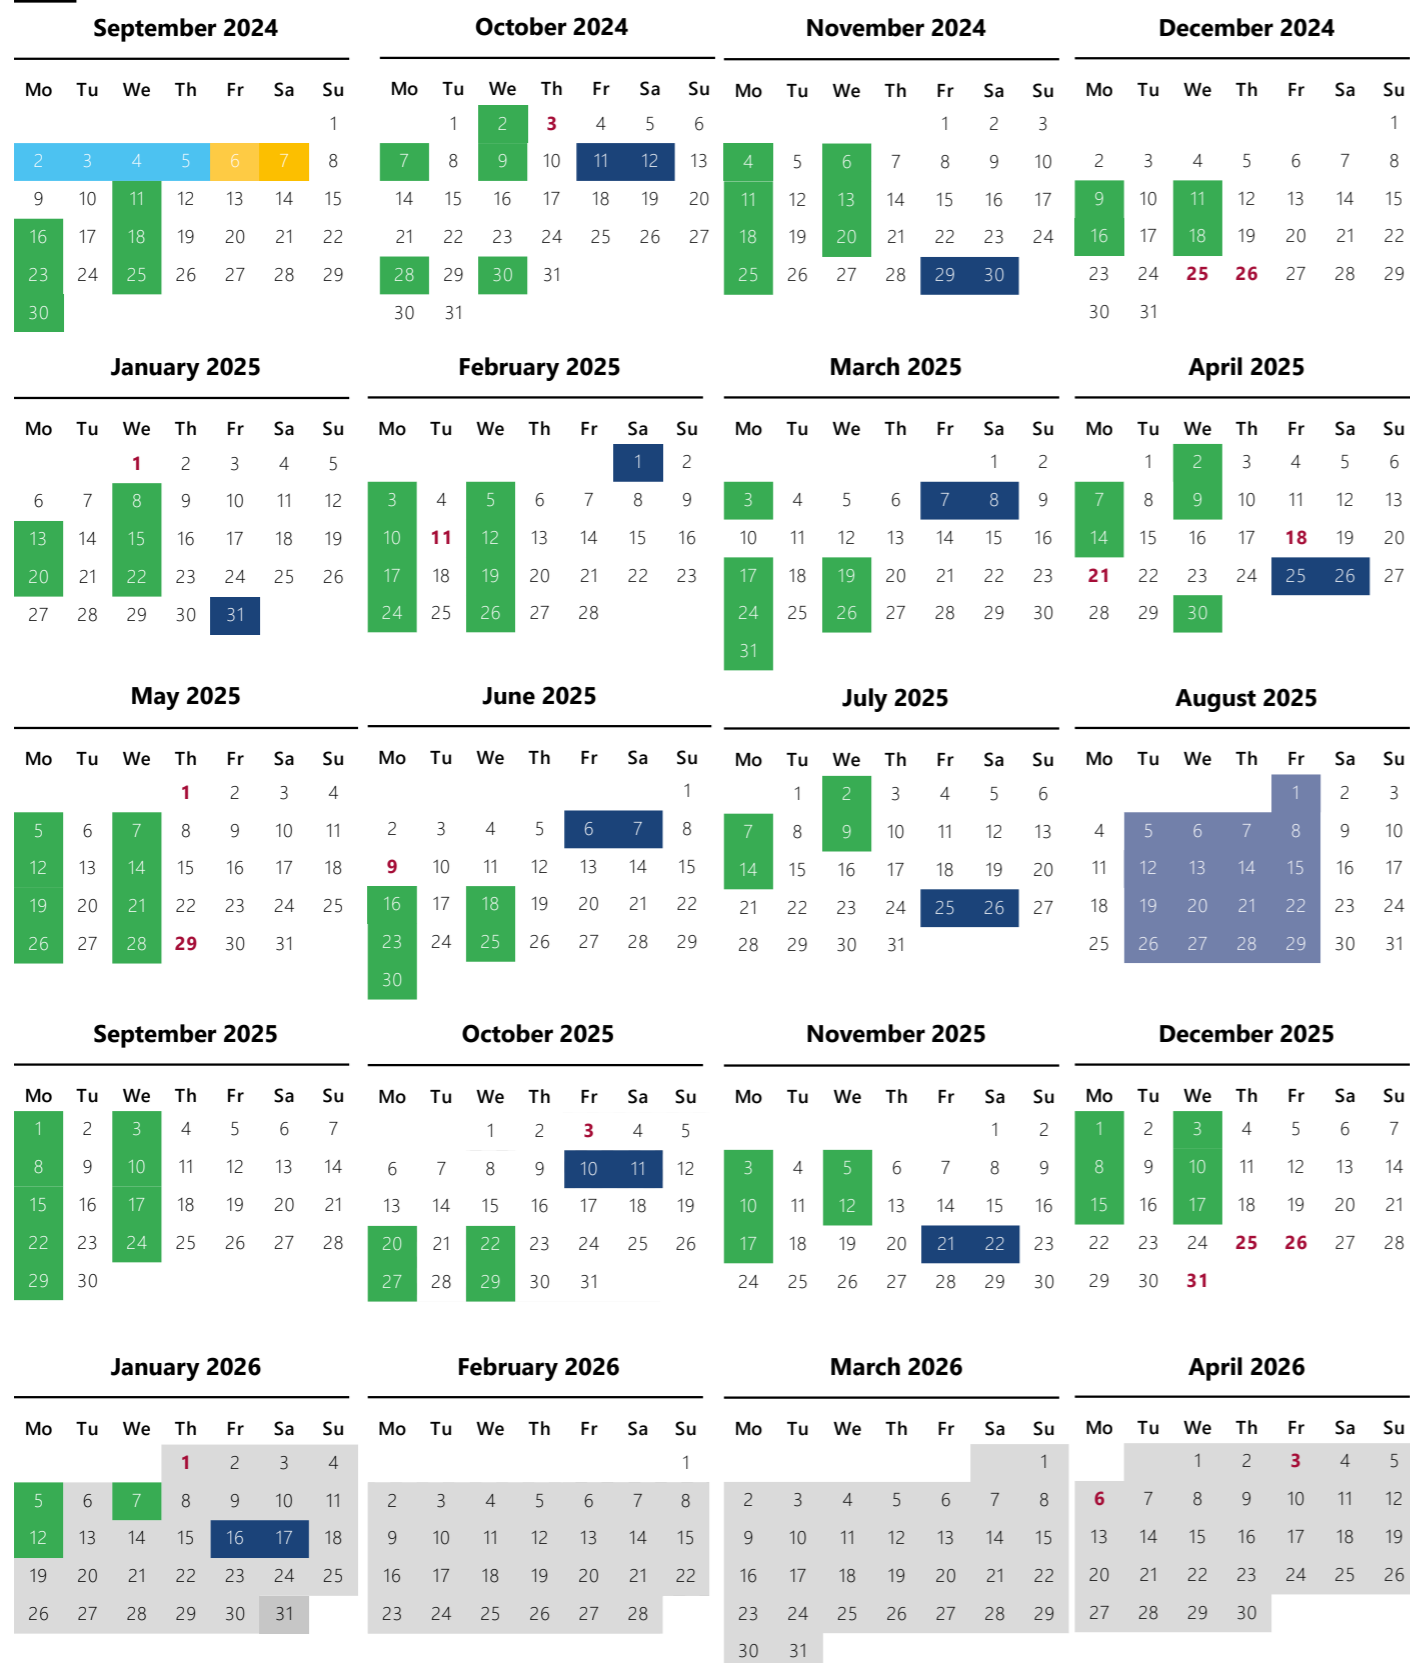 September 2024
Mo Tu We Th Fr Sa Su
1
2 3 4 5 6 7 8
9 10 11 12 13 14 15
16 17 18 19 20 21 22
23 24 25 26 27 28 29
30
October 2024
Mo Tu We Th Fr Sa Su
1 2 3 4 5 6
7 8 9 10 11 12 13
14 15 16 17 18 19 20
21 22 23 24 25 26 27
28 29 30 31
November 2024
Mo Tu We Th Fr Sa Su
1 2 3
4 5 6 7 8 9 10
11 12 13 14 15 16 17
18 19 20 21 22 23 24
25 26 27 28 29 30
December 2024
Mo Tu We Th Fr Sa Su
1
2 3 4 5 6 7 8
9 10 11 12 13 14 15
16 17 18 19 20 21 22
23 24 25 26 27 28 29
30 31
30 31
January 2025
Mo Tu We Th Fr Sa Su
1 2 3 4 5
6 7 8 9 10 11 12
13 14 15 16 17 18 19
20 21 22 23 24 25 26
27 28 29 30 31
February 2025
Mo Tu We Th Fr Sa Su
1 2
3 4 5 6 7 8 9
10 11 12 13 14 15 16
17 18 19 20 21 22 23
24 25 26 27 28
March 2025
Mo Tu We Th Fr Sa Su
1 2
3 4 5 6 7 8 9
10 11 12 13 14 15 16
17 18 19 20 21 22 23
24 25 26 27 28 29 30
31
April 2025
Mo Tu We Th Fr Sa Su
1 2 3 4 5 6
7 8 9 10 11 12 13
14 15 16 17 18 19 20
21 22 23 24 25 26 27
28 29 30
May 2025
Mo Tu We Th Fr Sa Su
1 2 3 4
5 6 7 8 9 10 11
12 13 14 15 16 17 18
19 20 21 22 23 24 25
26 27 28 29 30 31
June 2025
Mo Tu We Th Fr Sa Su
1
2 3 4 5 6 7 8
9 10 11 12 13 14 15
16 17 18 19 20 21 22
23 24 25 26 27 28 29
30
July 2025
Mo Tu We Th Fr Sa Su
1 2 3 4 5 6
7 8 9 10 11 12 13
14 15 16 17 18 19 20
21 22 23 24 25 26 27
28 29 30 31
August 2025
Mo Tu We Th Fr Sa Su
1 2 3
4 5 6 7 8 9 10
11 12 13 14 15 16 17
18 19 20 21 22 23 24
25 26 27 28 29 30 31
September 2025
Mo Tu We Th Fr Sa Su
1 2 3 4 5 6 7
8 9 10 11 12 13 14
15 16 17 18 19 20 21
22 23 24 25 26 27 28
29 30
October 2025
Mo Tu We Th Fr Sa Su
1 2 3 4 5
6 7 8 9 10 11 12
13 14 15 16 17 18 19
20 21 22 23 24 25 26
27 28 29 30 31
November 2025
Mo Tu We Th Fr Sa Su
1 2
3 4 5 6 7 8 9
10 11 12 13 14 15 16
17 18 19 20 21 22 23
24 25 26 27 28 29 30
December 2025
Mo Tu We Th Fr Sa Su
1 2 3 4 5 6 7
8 9 10 11 12 13 14
15 16 17 18 19 20 21
22 23 24 25 26 27 28
29 30 31
January 2026
Mo Tu We Th Fr Sa Su
1 2 3 4
5 6 7 8 9 10 11
12 13 14 15 16 17 18
19 20 21 22 23 24 25
26 27 28 29 30 31
February 2026
Mo Tu We Th Fr Sa Su
1
2 3 4 5 6 7 8
9 10 11 12 13 14 15
16 17 18 19 20 21 22
23 24 25 26 27 28
March 2026
Mo Tu We Th Fr Sa Su
1
2 3 4 5 6 7 8
9 10 11 12 13 14 15
16 17 18 19 20 21 22
23 24 25 26 27 28 29
30 31
April 2026
Mo Tu We Th Fr Sa Su
1 2 3 4 5
6 7 8 9 10 11 12
13 14 15 16 17 18 19
20 21 22 23 24 25 26
27 28 29 30